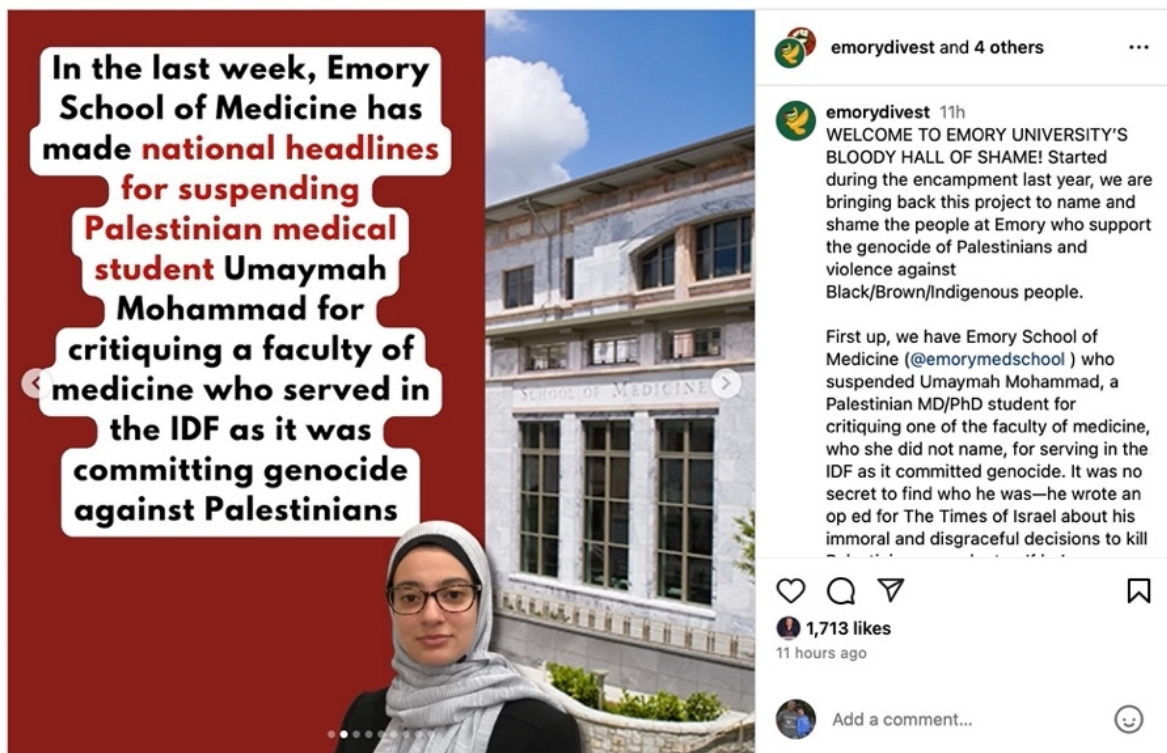 In the last week, Emory
School of Medicine has
made national headlines
for suspending
Palestinian medical
student Umaymah
Mohammad for
critiquing a faculty of
medicine who served in
the IDF as it was
committing genocide
against Palestinians
SCHOOL OF MEDICINE
emorydivest and 4 others
emorydivest 11h
WELCOME TO EMORY UNIVERSITY'S
BLOODY HALL OF SHAME! Started
during the encampment last year, we are
bringing back this project to name and
shame the people at Emory who support
the genocide of Palestinians and
violence against
Black/Brown/Indigenous people.
First up, we have Emory School of
Medicine (@emorymedschool ) who
suspended Umaymah Mohammad, a
Palestinian MD/PhD student for
critiquing one of the faculty of medicine,
who she did not name, for serving in the
IDF as it committed genocide. It was no
secret to find who he was—he wrote an
op ed for The Times of Israel about his
immoral and disgraceful decisions to kill
1,713 likes
11 hours ago
Add a comment...